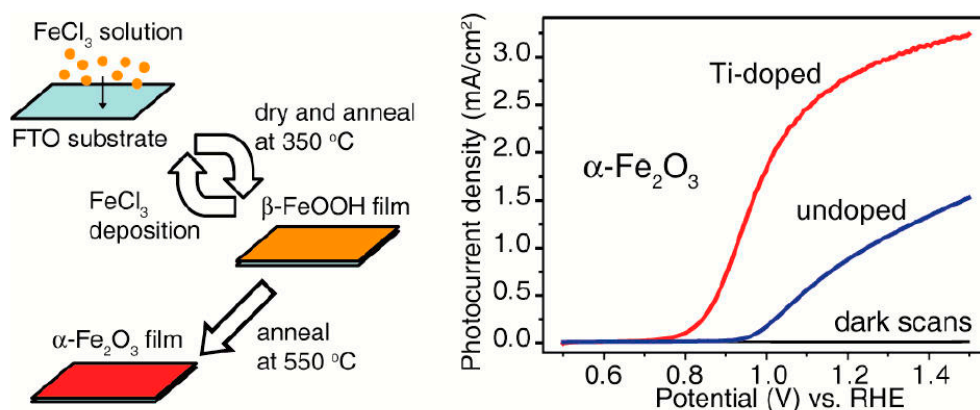 FeCl₃ solution
FTO substrate
dry and anneal
at 350 °C
FeCl₃
deposition
β-FeOOH film
α-Fe₂O₃ film
anneal
at 550 °C
Photocurrent density (mA/cm²)
3.0
2.5
2.0
1.5
1.0
0.5
0.0
Ti-doped
α-Fe₂O₃
undoped
dark scans
0.6 0.8 1.0 1.2 1.4
Potential (V) vs. RHE